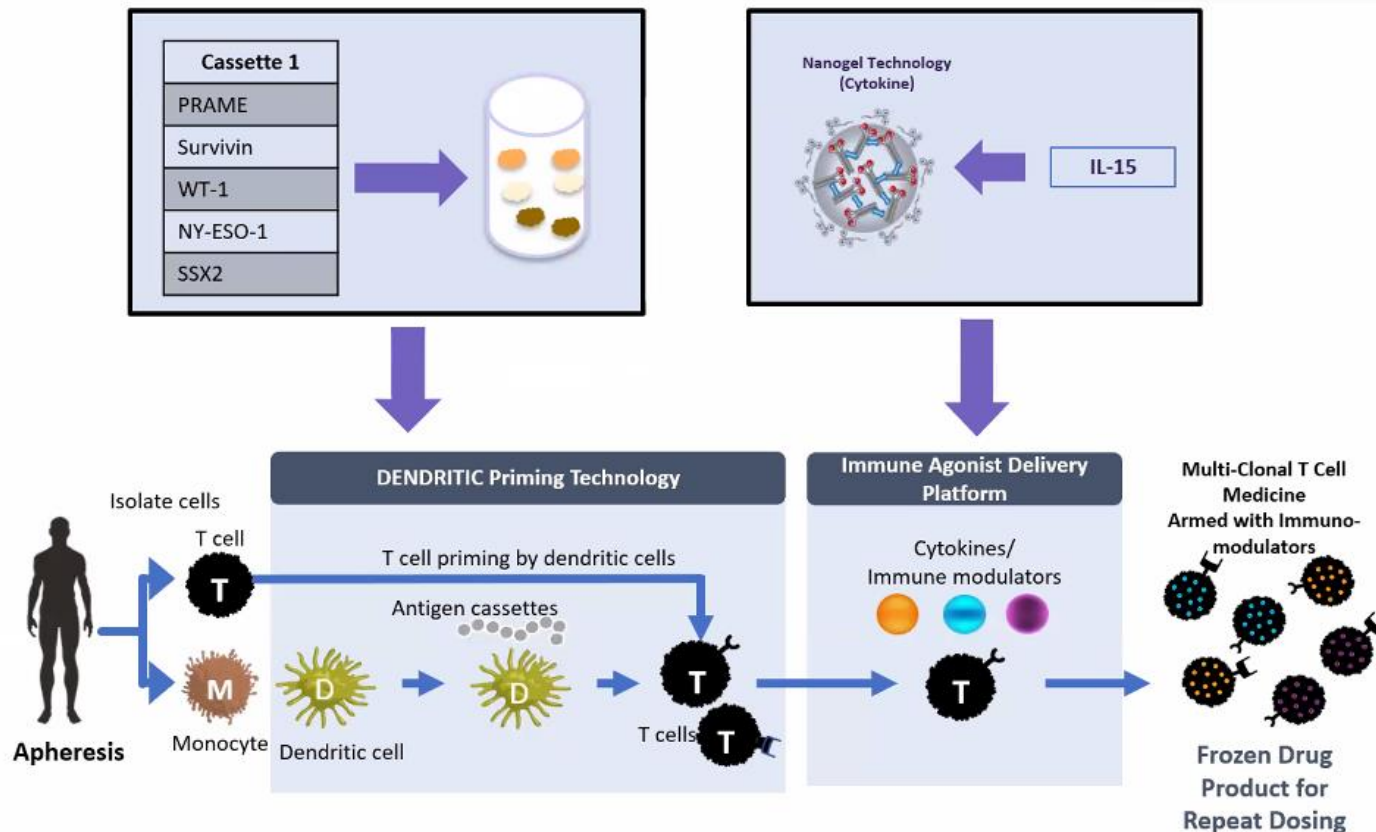 Cassette 1
PRAME
Survivin
WT-1
NY-ESO-1
SSX2
Nanogel Technology
(Cytokine)
IL-15
DENDRITIC Priming Technology
Immune Agonist Delivery
Platform
Multi-Clonal T Cell
Medicine
Armed with Immuno-
modulators
Isolate cells
T cell
T
T cell priming by dendritic cells
Antigen cassettes
Cytokines/
Immune modulators
M
D
D
T
T
T
Apheresis
Monocyte
Dendritic cell
T cells
Frozen Drug
Product for
Repeat Dosing